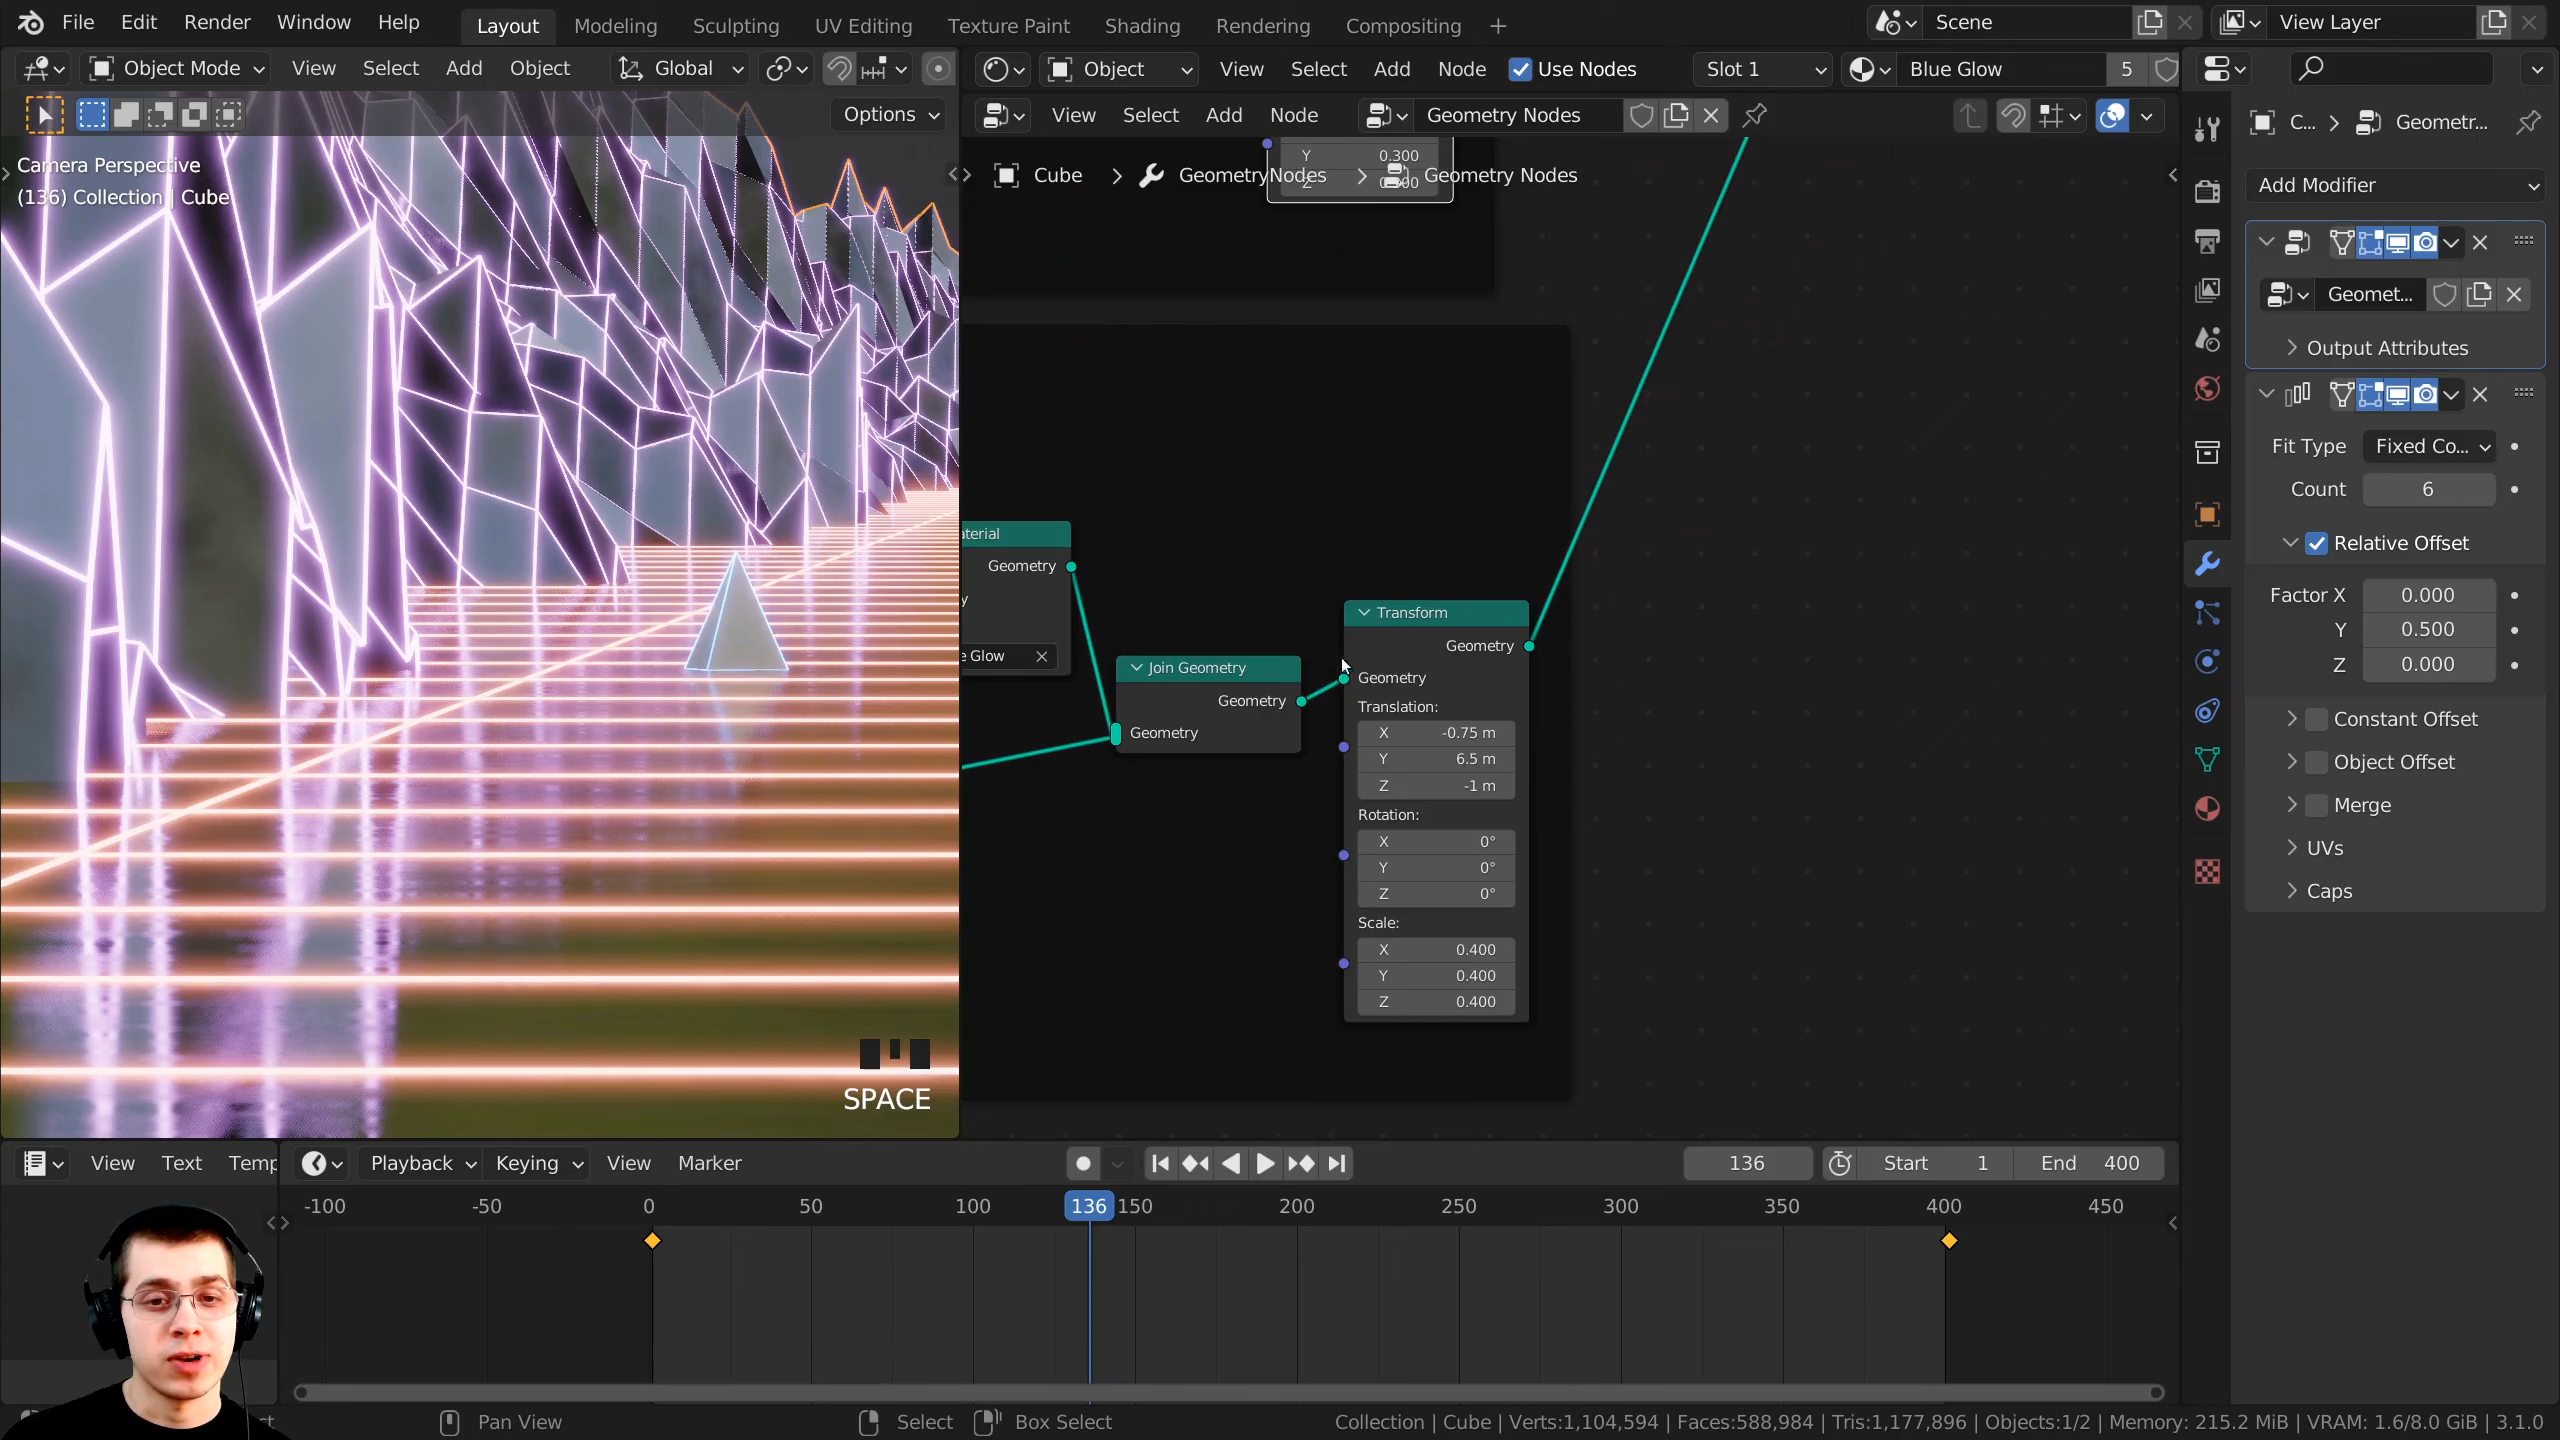 File Edit Render Window Help Layout Modeling Sculpting UV Editing Texture Paint Shading Rendering Compositing + Scene View Layer
Object Mode View Select Add Object Global Object View Select Add Node Use Nodes Slot 1 Blue Glow 5
Options View Select Add Node Geometry Nodes
C... > Geometr...
Camera Perspective
(136) Collection | Cube
Y 0.300
Cube > GeometryNodes > Geometry Nodes
Add Modifier
Geomet...
Output Attributes
Fit Type Fixed Co...
Count 6
Relative Offset
Factor X 0.000
Y 0.500
Z 0.000
Constant Offset
Object Offset
Merge
UVs
Caps
aterial
Geometry
y
e Glow
Join Geometry
Geometry
Geometry
Transform
Geometry
Geometry
Translation:
X -0.75 m
Y 6.5 m
Z -1 m
Rotation:
X 0°
Y 0°
Z 0°
Scale:
X 0.400
Y 0.400
Z 0.400
SPACE
View Text Temp Playback Keying View Marker 136 Start 1 End 400
-100 -50 0 50 100 136 150 200 250 300 350 400 450
Pan View Select Box Select Collection | Cube | Verts:1,104,594 | Faces:588,984 | Tris:1,177,896 | Objects:1/2 | Memory: 215.2 MiB | VRAM: 1.6/8.0 GiB | 3.1.0